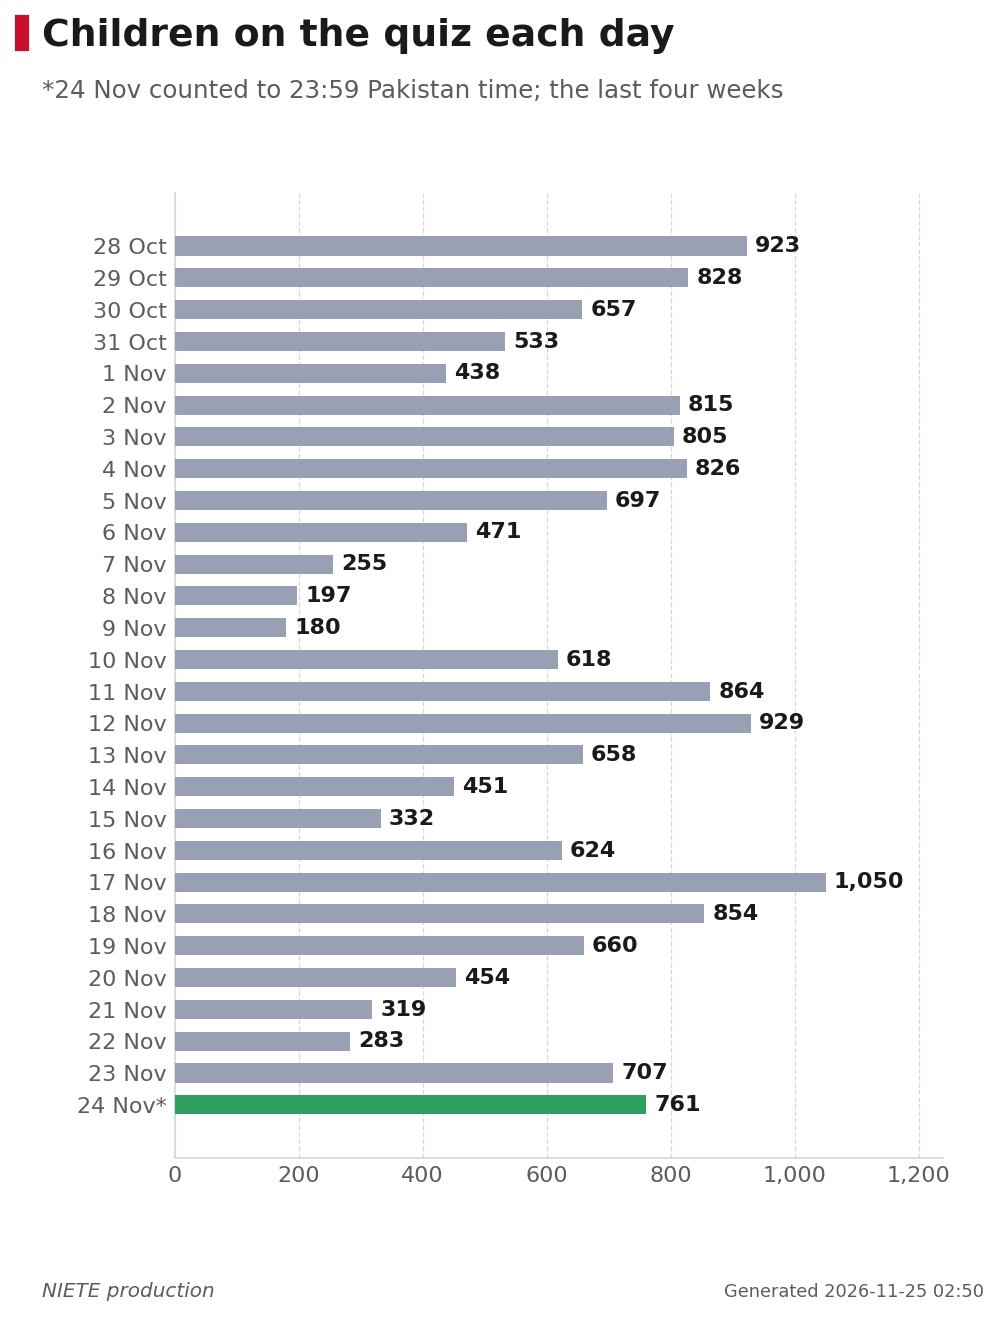 Children on the quiz each day
*24 Nov counted to 23:59 Pakistan time; the last four weeks
28 Oct 923
29 Oct 828
30 Oct 657
31 Oct 533
1 Nov 438
2 Nov 815
3 Nov 805
4 Nov 826
5 Nov 697
6 Nov 471
7 Nov 255
8 Nov 197
9 Nov 180
10 Nov 618
11 Nov 864
12 Nov 929
13 Nov 658
14 Nov 451
15 Nov 332
16 Nov 624
17 Nov 1,050
18 Nov 854
19 Nov 660
20 Nov 454
21 Nov 319
22 Nov 283
23 Nov 707
24 Nov* 761
0 200 400 600 800 1,000 1,200
NIETE production Generated 2026-11-25 02:50